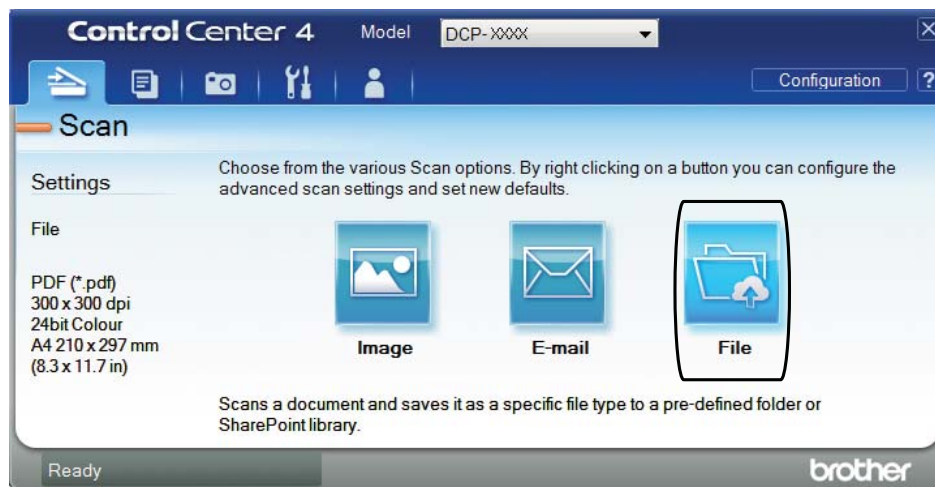 Control Center 4 Model DCP-XXXX
Configuration ?
Scan
Settings
Choose from the various Scan options. By right clicking on a button you can configure the
advanced scan settings and set new defaults.
File
PDF (*.pdf)
300 x 300 dpi
24bit Colour
A4 210 x 297 mm
(8.3 x 11.7 in)
Image E-mail File
Scans a document and saves it as a specific file type to a pre-defined folder or
SharePoint library.
Ready brother